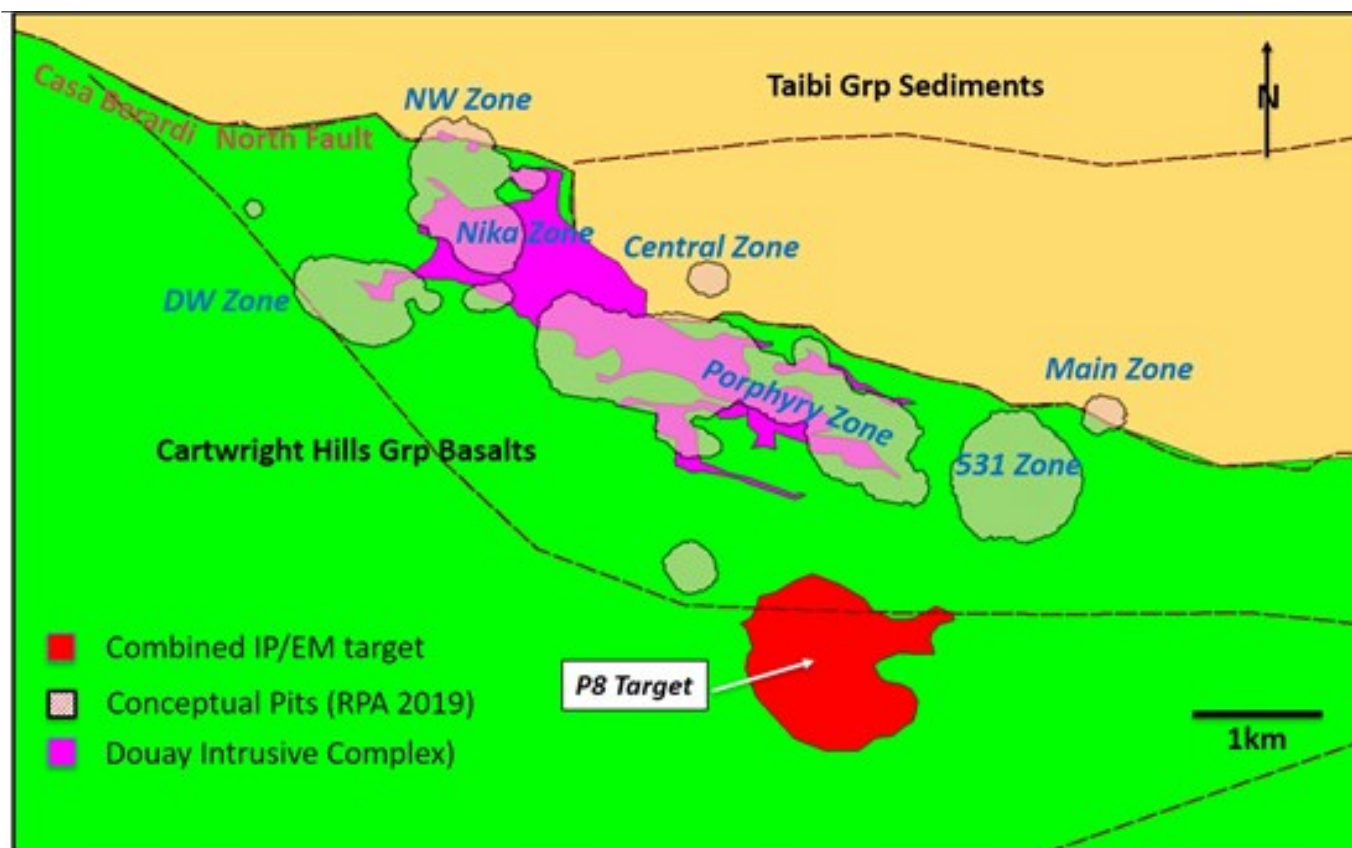 Taibi Grp Sediments
N
NW Zone
Casa Berardi North Fault
Nika Zone
Central Zone
DW Zone
Main Zone
Porphyry Zone
Cartwright Hills Grp Basalts
531 Zone
Combined IP/EM target
P8 Target
Conceptual Pits (RPA 2019)
1km
Douay Intrusive Complex)